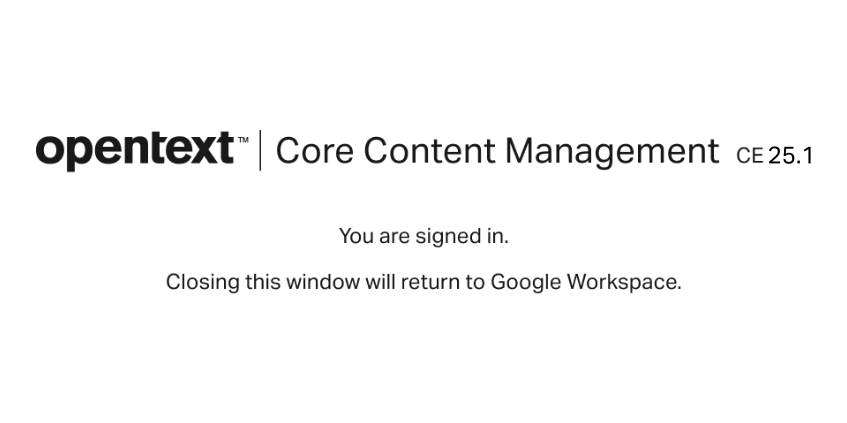 opentext™ | Core Content Management CE 25.1
You are signed in.
Closing this window will return to Google Workspace.